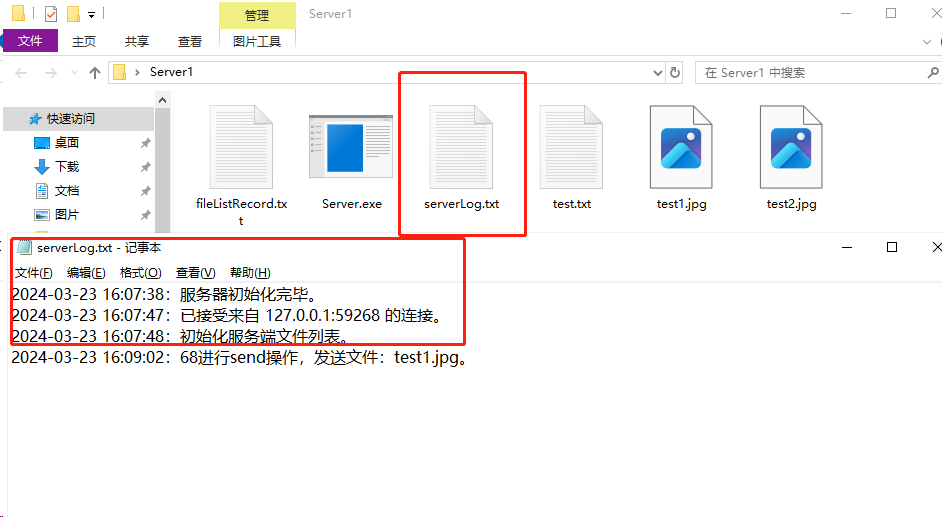 管理
Server1
文件
主页
共享
查看
图片工具
Server1
在 Server1 中搜索
快速访问
桌面
下载
文档
图片
fileListRecord.tx
t
Server.exe
serverLog.txt
test.txt
test1.jpg
test2.jpg
serverLog.txt - 记事本
文件(F) 编辑(E) 格式(O) 查看(V) 帮助(H)
2024-03-23 16:07:38：服务器初始化完毕。
2024-03-23 16:07:47：已接受来自 127.0.0.1:59268 的连接。
2024-03-23 16:07:48：初始化服务端文件列表。
2024-03-23 16:09:02：68进行send操作，发送文件：test1.jpg。